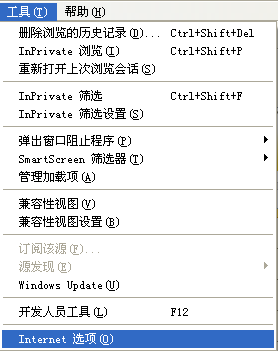 工具(T) 帮助(H)
删除浏览的历史记录(D)... Ctrl+Shift+Del
InPrivate 浏览(I) Ctrl+Shift+P
重新打开上次浏览会话(S)
InPrivate 筛选 Ctrl+Shift+F
InPrivate 筛选设置(S)
弹出窗口阻止程序(P)
SmartScreen 筛选器(T)
管理加载项(A)
兼容性视图(V)
兼容性视图设置(B)
订阅该源(F)...
源发现(E)
Windows Update(U)
开发人员工具(L) F12
Internet 选项(O)